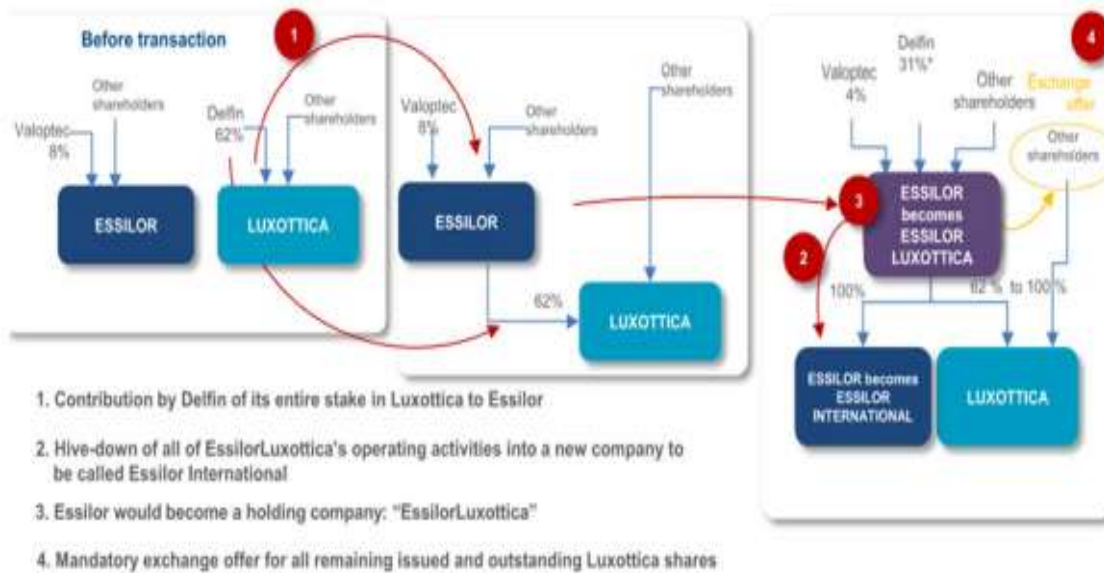 Before transaction
1
Other
shareholders
Valoptec
8%
Delfin
62%
Other
shareholders
ESSILOR
LUXOTTICA
Valoptec
8%
Other
shareholders
Other
shareholders
ESSILOR
62%
LUXOTTICA
4
Delfin
31%*
Valoptec
4%
Other
shareholders
Exchange
offer
Other
shareholders
3
ESSILOR
becomes
ESSILOR
LUXOTTICA
2
100%
62 % to 100 %
ESSILOR becomes
ESSILOR
INTERNATIONAL
LUXOTTICA
1. Contribution by Delfin of its entire stake in Luxottica to Essilor
2. Hive-down of all of EssilorLuxottica's operating activities into a new company to
be called Essilor International
3. Essilor would become a holding company: “EssilorLuxottica”
4. Mandatory exchange offer for all remaining issued and outstanding Luxottica shares